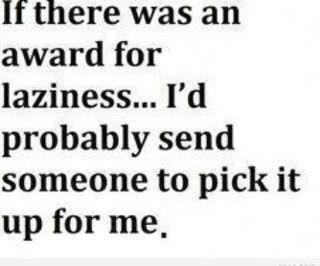 If there was an
award for
laziness... I'd
probably send
someone to pick it
up for me.